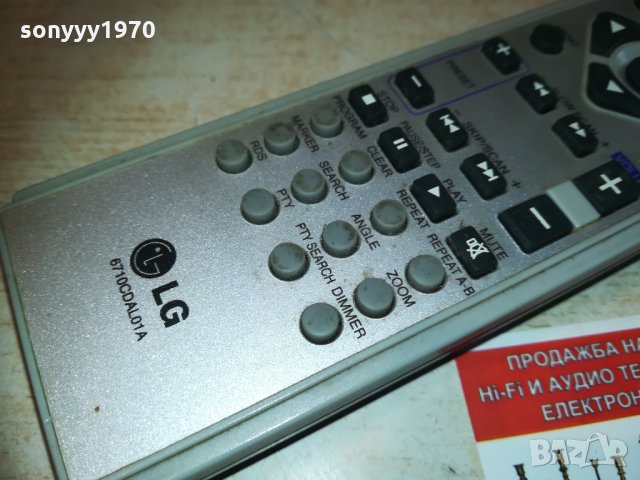 sonyyy1970
PRESET
STOP
PROGRAM
MARKER
RDS
SKIP/SCAN
PAUSE/STEP
CLEAR
SEARCH
PTY
PLAY
REPEAT
ANGLE
PTY SEARCH
MUTE
REPEAT A-B
ZOOM
DIMMER
LG
6710CDAL01A
ПРОДАЖБА НА
Hi-Fi И АУДИО ТЕ
ЕЛЕКТРОН
BAZAR